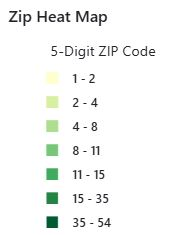 Zip Heat Map
5-Digit ZIP Code
1 - 2
2 - 4
4 - 8
8 - 11
11 - 15
15 - 35
35 - 54